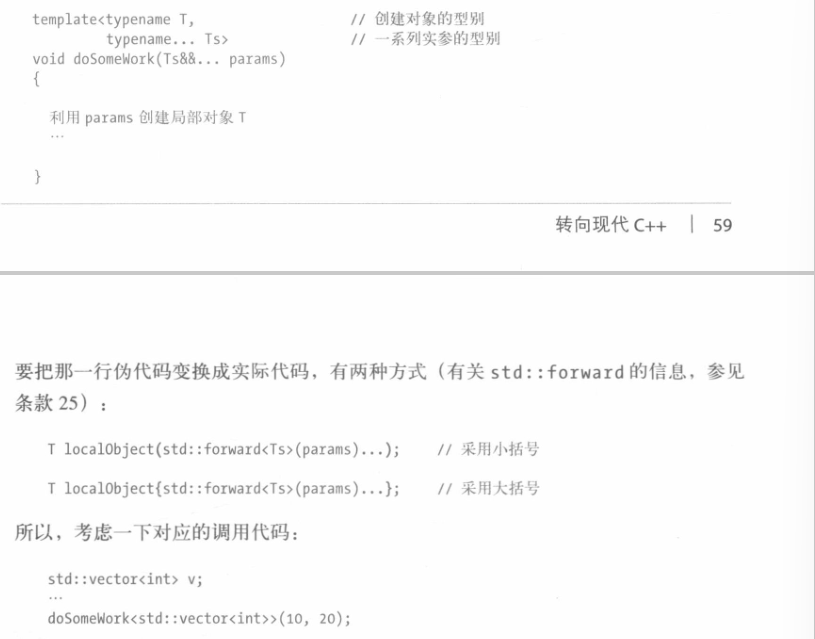 template<typename T, // 创建对象的型别
typename... Ts> // 一系列实参的型别
void doSomeWork(Ts&&... params)
{
利用 params 创建局部对象 T
…
}
转向现代 C++ | 59
要把那一行伪代码变换成实际代码，有两种方式（有关 std::forward 的信息，参见
条款 25）：
T localObject(std::forward<Ts>(params)...); // 采用小括号
T localObject{std::forward<Ts>(params)...}; // 采用大括号
所以，考虑一下对应的调用代码：
std::vector<int> v;
…
doSomeWork<std::vector<int>>(10, 20);